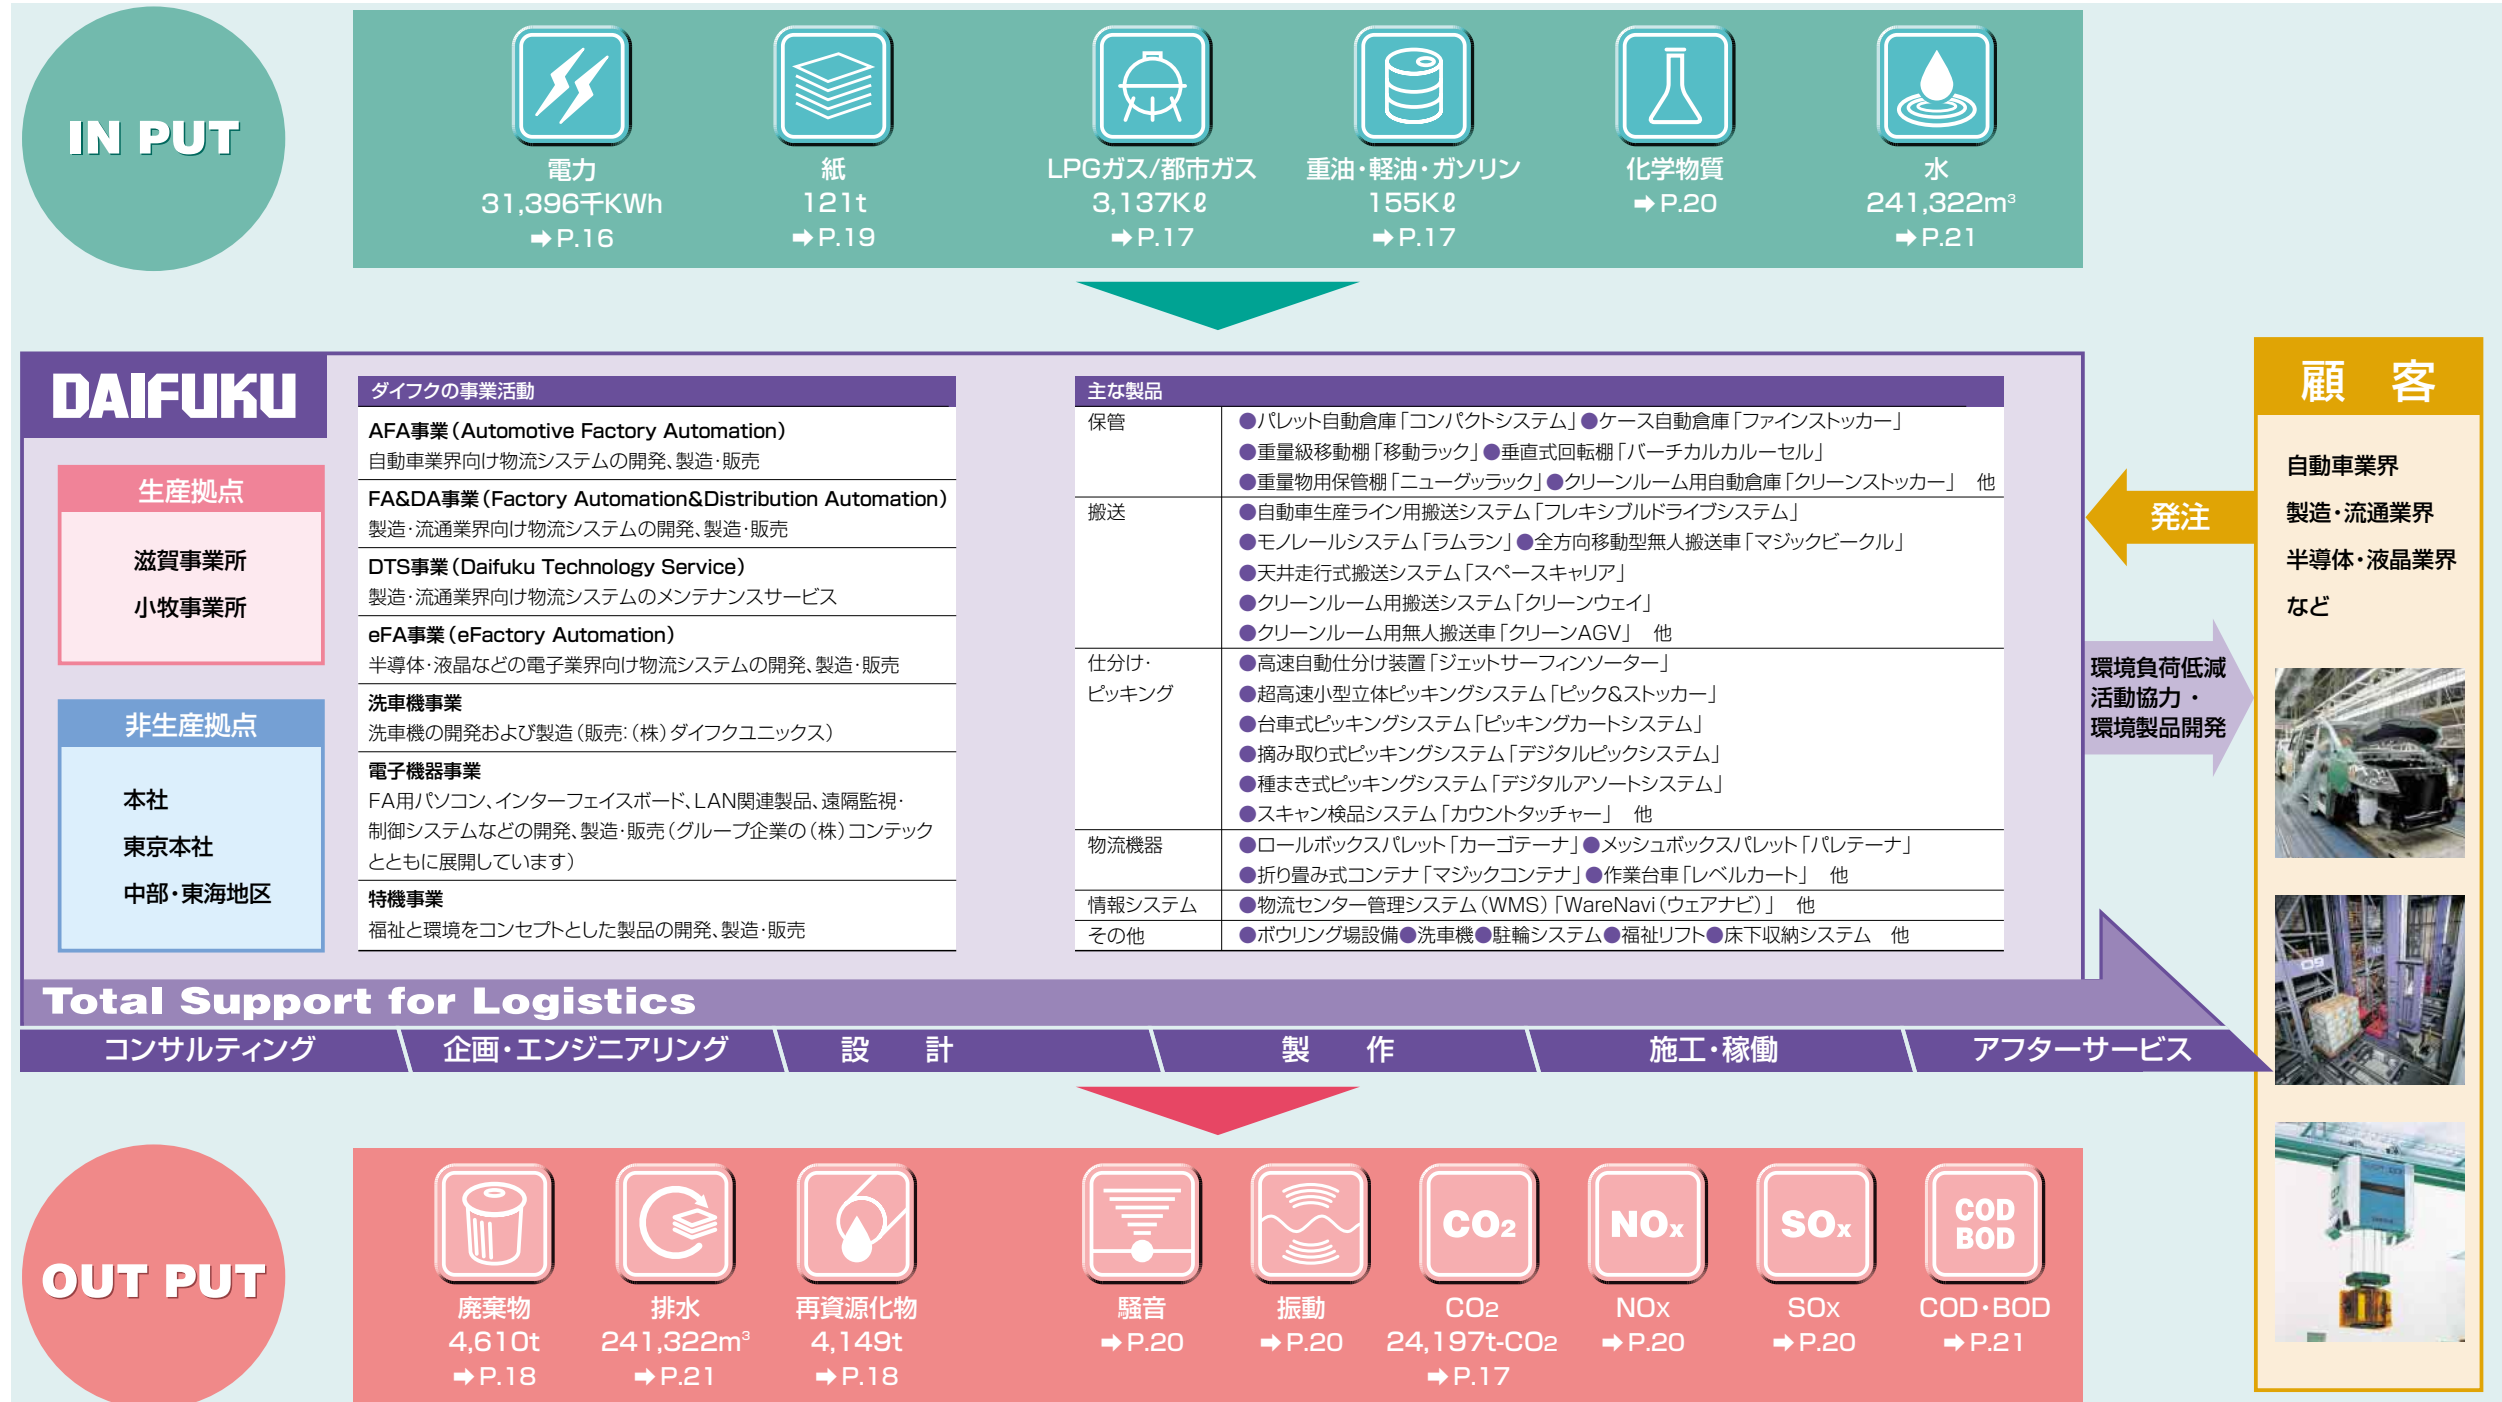 IN PUT
電力
31,396千KWh
➡P.16
紙
121t
➡P.19
LPGガス/都市ガス
3,137Kℓ
➡P.17
重油・軽油・ガソリン
155Kℓ
➡P.17
化学物質
➡P.20
水
241,322m³
➡P.21
DAIFUKU
生産拠点
滋賀事業所
小牧事業所
非生産拠点
本社
東京本社
中部・東海地区
ダイフクの事業活動
AFA事業(Automotive Factory Automation)
自動車業界向け物流システムの開発、製造・販売
FA&DA事業(Factory Automation&Distribution Automation)
製造・流通業界向け物流システムの開発、製造・販売
DTS事業(Daifuku Technology Service)
製造・流通業界向け物流システムのメンテナンスサービス
eFA事業(eFactory Automation)
半導体・液晶などの電子業界向け物流システムの開発、製造・販売
洗車機事業
洗車機の開発および製造(販売:(株)ダイフクユニックス)
電子機器事業
FA用パソコン、インターフェイスボード、LAN関連製品、遠隔監視・
制御システムなどの開発、製造・販売(グループ企業の(株)コンテック
とともに展開しています)
特機事業
福祉と環境をコンセプトとした製品の開発、製造・販売
主な製品
保管
●パレット自動倉庫「コンパクトシステム」●ケース自動倉庫「ファインストッカー」
●重量級移動棚「移動ラック」●垂直式回転棚「バーチカルカルーセル」
●重量物用保管棚「ニューグッラック」●クリーンルーム用自動倉庫「クリーンストッカー」 他
搬送
●自動車生産ライン用搬送システム「フレキシブルドライブシステム」
●モノレールシステム「ラムラン」●全方向移動型無人搬送車「マジックビークル」
●天井走行式搬送システム「スペースキャリア」
●クリーンルーム用搬送システム「クリーンウェイ」
●クリーンルーム用無人搬送車「クリーンAGV」 他
仕分け・
ピッキング
●高速自動仕分け装置「ジェットサーフィンソーター」
●超高速小型立体ピッキングシステム「ピック&ストッカー」
●台車式ピッキングシステム「ピッキングカートシステム」
●摘み取り式ピッキングシステム「デジタルピックシステム」
●種まき式ピッキングシステム「デジタルアソートシステム」
●スキャン検品システム「カウントタッチャー」 他
物流機器
●ロールボックスパレット「カーゴテーナ」●メッシュボックスパレット「パレテーナ」
●折り畳み式コンテナ「マジックコンテナ」●作業台車「レベルカート」 他
情報システム
●物流センター管理システム(WMS)「WareNavi(ウェアナビ)」 他
その他
●ボウリング場設備●洗車機●駐輪システム●福祉リフト●床下収納システム 他
顧 客
自動車業界
製造・流通業界
半導体・液晶業界
など
発注
環境負荷低減
活動協力・
環境製品開発
09
Total Support for Logistics
コンサルティング
企画・エンジニアリング
設 計
製 作
施工・稼働
アフターサービス
OUT PUT
廃棄物
4,610t
➡P.18
排水
241,322m³
➡P.21
再資源化物
4,149t
➡P.18
騒音
➡P.20
振動
➡P.20
CO₂
CO₂
24,197t-CO₂
➡P.17
NOx
NOx
➡P.20
SOx
SOx
➡P.20
COD
BOD
COD・BOD
➡P.21